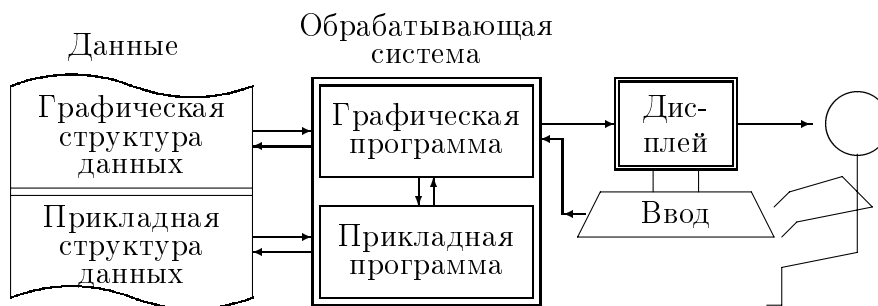 Данные
Обрабатывающая
система
Графическая
структура
данных
Графическая
программа
Дис-
плей
Ввод
Прикладная
структура
данных
Прикладная
программа